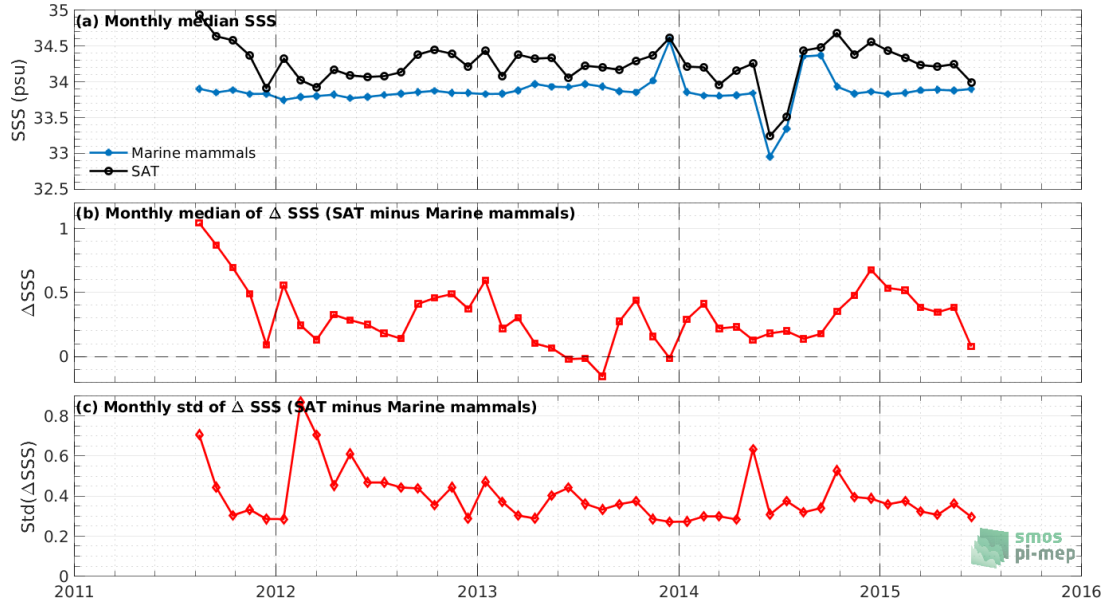 (a) Monthly median SSS
35
34.5
34
33.5
33
32.5
SSS (psu)
Marine mammals
SAT
(b) Monthly median of Δ SSS (SAT minus Marine mammals)
1
0.5
0
ΔSSS
(c) Monthly std of Δ SSS (SAT minus Marine mammals)
0.8
0.6
0.4
0.2
0
Std(ΔSSS)
smos
pi-mep
2011 2012 2013 2014 2015 2016